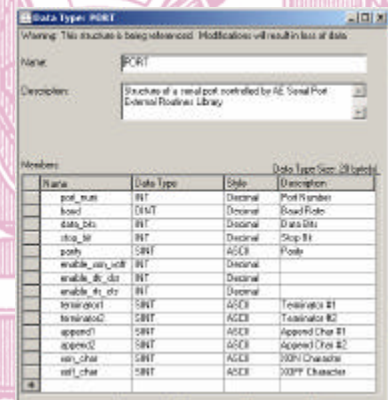 Data Type: PORT
Warning: This structure is being referenced. Modifications will result in loss of data
Name: PORT
Description: Structure of a serial port controlled by AE Serial Port
External Routines Library
Members: Data Type Size: 28 byte(s)
Name Data Type Style Description
port_num INT Decimal Port Number
baud DINT Decimal Baud Rate
data_bits INT Decimal Data Bits
stop_bit INT Decimal Stop Bit
parity SINT ASCII Parity
enable_xon_xoff INT Decimal
enable_dtr_dsr INT Decimal
enable_rts_cts INT Decimal
terminator1 SINT ASCII Terminator #1
terminator2 SINT ASCII Terminator #2
append1 SINT ASCII Append Char #1
append2 SINT ASCII Append Char #2
xon_char SINT ASCII XON Character
xoff_char SINT ASCII XOFF Character